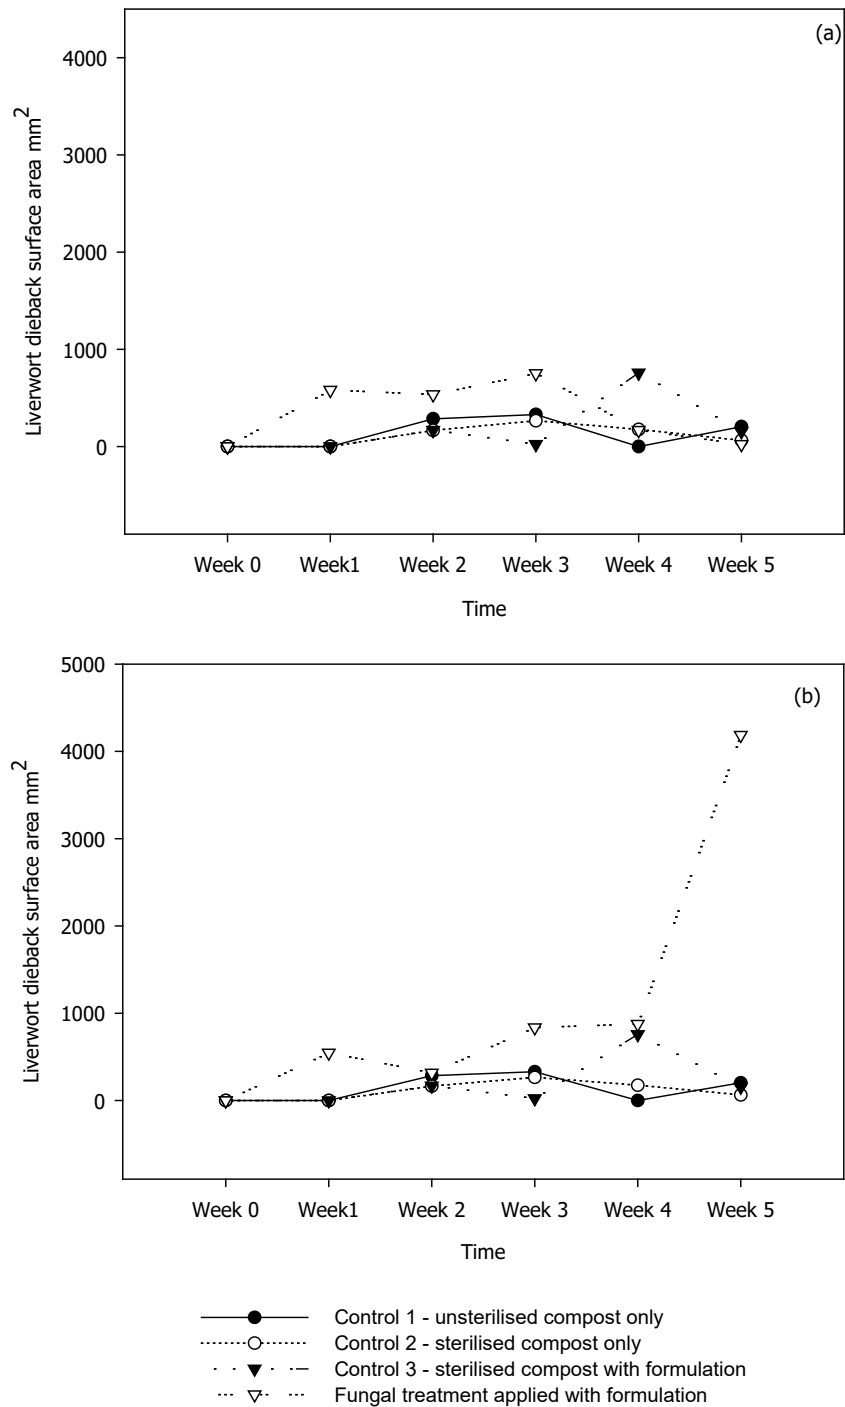 (a)
4000
3000
2000
1000
0
Liverwort dieback surface area mm2
Week 0 Week1 Week 2 Week 3 Week 4 Week 5
Time
5000
(b)
4000
3000
2000
1000
0
Liverwort dieback surface area mm2
Week 0 Week1 Week 2 Week 3 Week 4 Week 5
Time
Control 1 - unsterilised compost only
Control 2 - sterilised compost only
Control 3 - sterilised compost with formulation
Fungal treatment applied with formulation